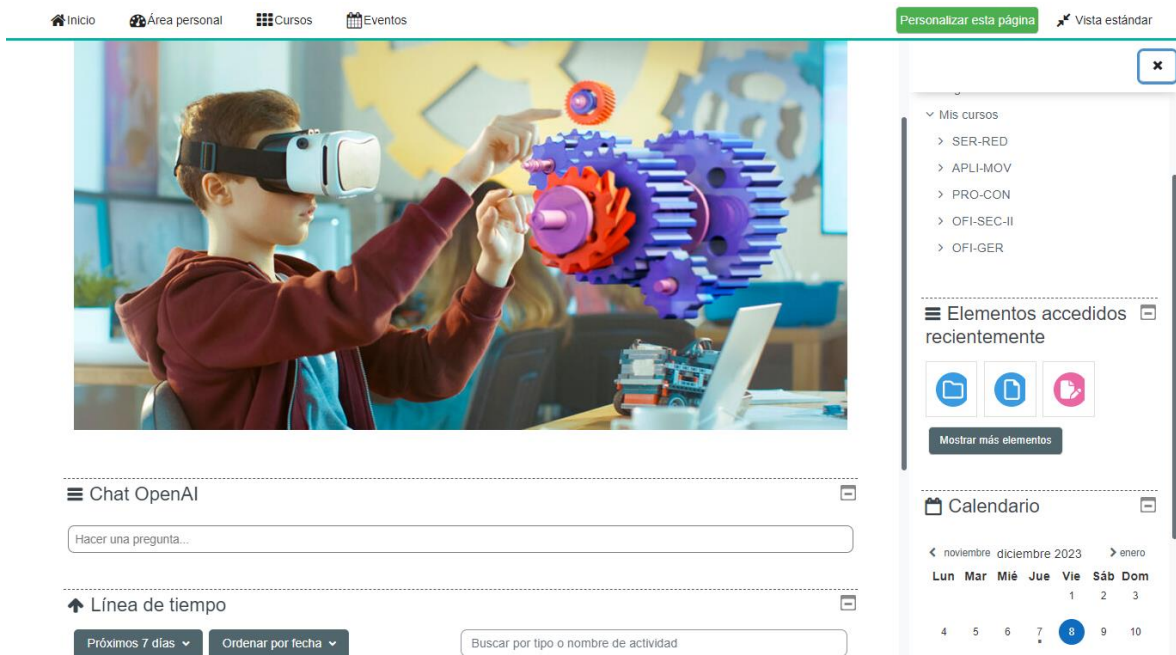 Inicio
Área personal
Cursos
Eventos
Personalizar esta página
Vista estándar
Mis cursos
SER-RED
APLI-MOV
PRO-CON
OFI-SEC-II
OFI-GER
Elementos accedidos
recientemente
Mostrar más elementos
Chat OpenAI
Hacer una pregunta...
Línea de tiempo
Próximos 7 días
Ordenar por fecha
Buscar por tipo o nombre de actividad
Calendario
noviembre diciembre 2023 enero
Lun Mar Mié Jue Vie Sáb Dom
1 2 3
4 5 6 7 8 9 10